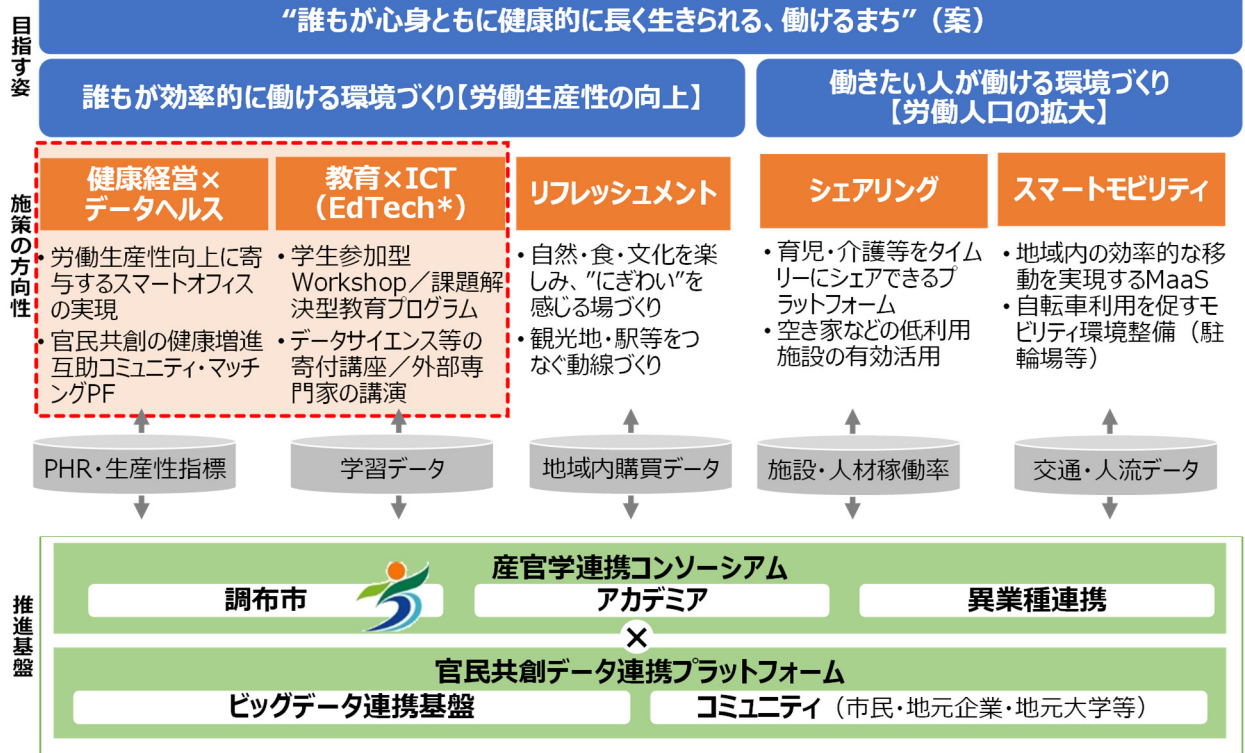 目指す姿
“誰もが心身ともに健康的に長く生きられる、働けるまち”（案）
誰もが効率的に働ける環境づくり【労働生産性の向上】
働きたい人が働ける環境づくり
【労働人口の拡大】
施策の方向性
健康経営×
データヘルス
・労働生産性向上に寄
与するスマートオフィス
の実現
・官民共創の健康増進
互助コミュニティ・マッチ
ングPF
教育×ICT
（EdTech*）
・学生参加型
Workshop／課題解
決型教育プログラム
・データサイエンス等の
寄付講座／外部専
門家の講演
リフレッシュメント
・自然・食・文化を楽
しみ、”にぎわい”を
感じる場づくり
・観光地・駅等をつ
なぐ動線づくり
シェアリング
・育児・介護等をタイム
リーにシェアできるプ
ラットフォーム
・空き家などの低利用
施設の有効活用
スマートモビリティ
・地域内の効率的な移
動を実現するMaaS
・自転車利用を促すモ
ビリティ環境整備（駐
輪場等）
PHR・生産性指標
学習データ
地域内購買データ
施設・人材稼働率
交通・人流データ
推進基盤
産官学連携コンソーシアム
調布市
アカデミア
異業種連携
×
官民共創データ連携プラットフォーム
ビッグデータ連携基盤
コミュニティ（市民・地元企業・地元大学等）